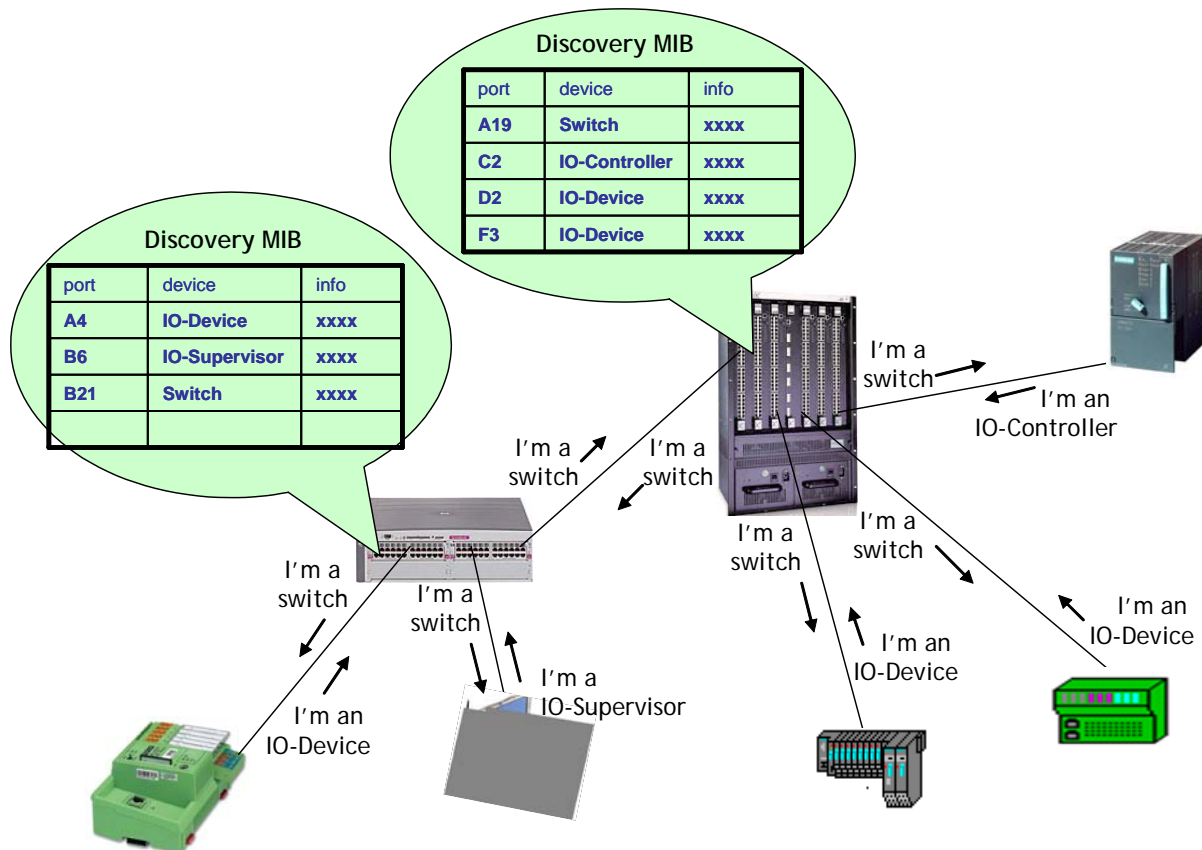 Discovery MIB
port device info
A19 Switch xxxx
C2 IO-Controller xxxx
D2 IO-Device xxxx
F3 IO-Device xxxx
Discovery MIB
port device info
A4 IO-Device xxxx
B6 IO-Supervisor xxxx
B21 Switch xxxx
I'm a
switch
I'm an
IO-Controller
I'm a
switch
I'm a
switch
I'm a
switch
I'm a
switch
I'm a
switch
I'm a
switch
I'm an
IO-Device
I'm an
IO-Device
I'm a
IO-Supervisor
I'm an
IO-Device
SIEMENS